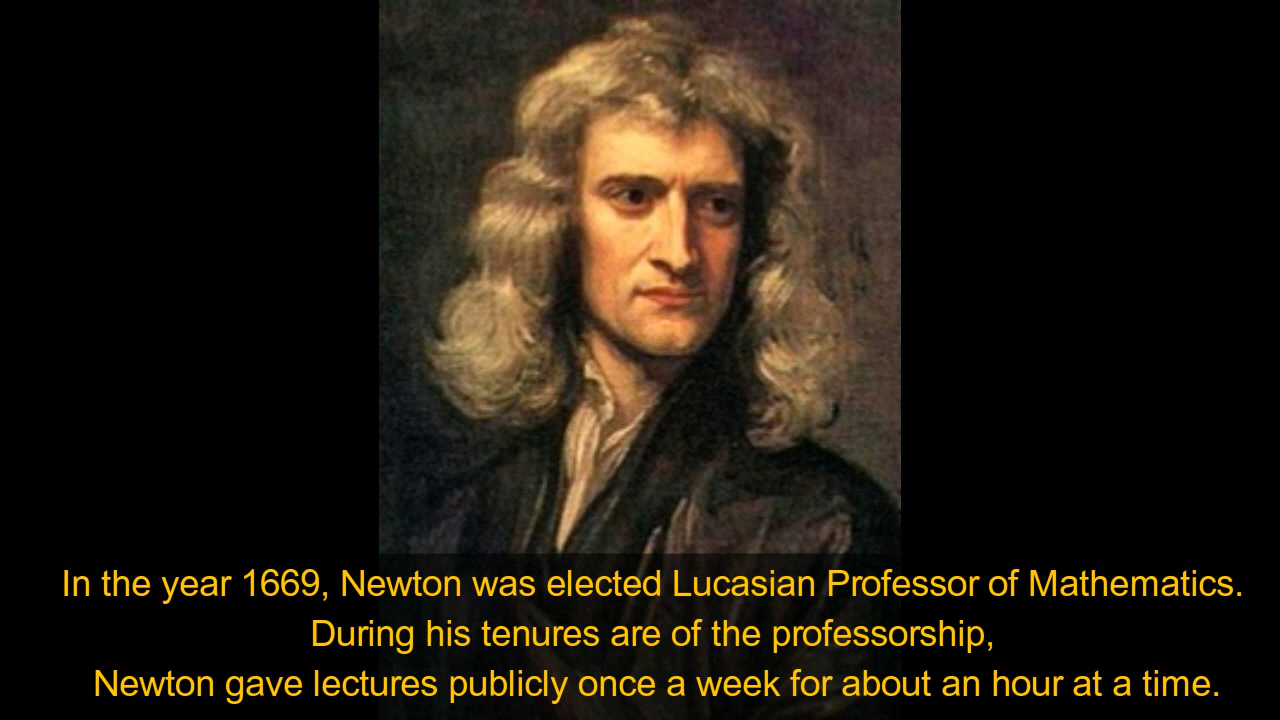 In the year 1669, Newton was elected Lucasian Professor of Mathematics.
During his tenures are of the professorship,
Newton gave lectures publicly once a week for about an hour at a time.